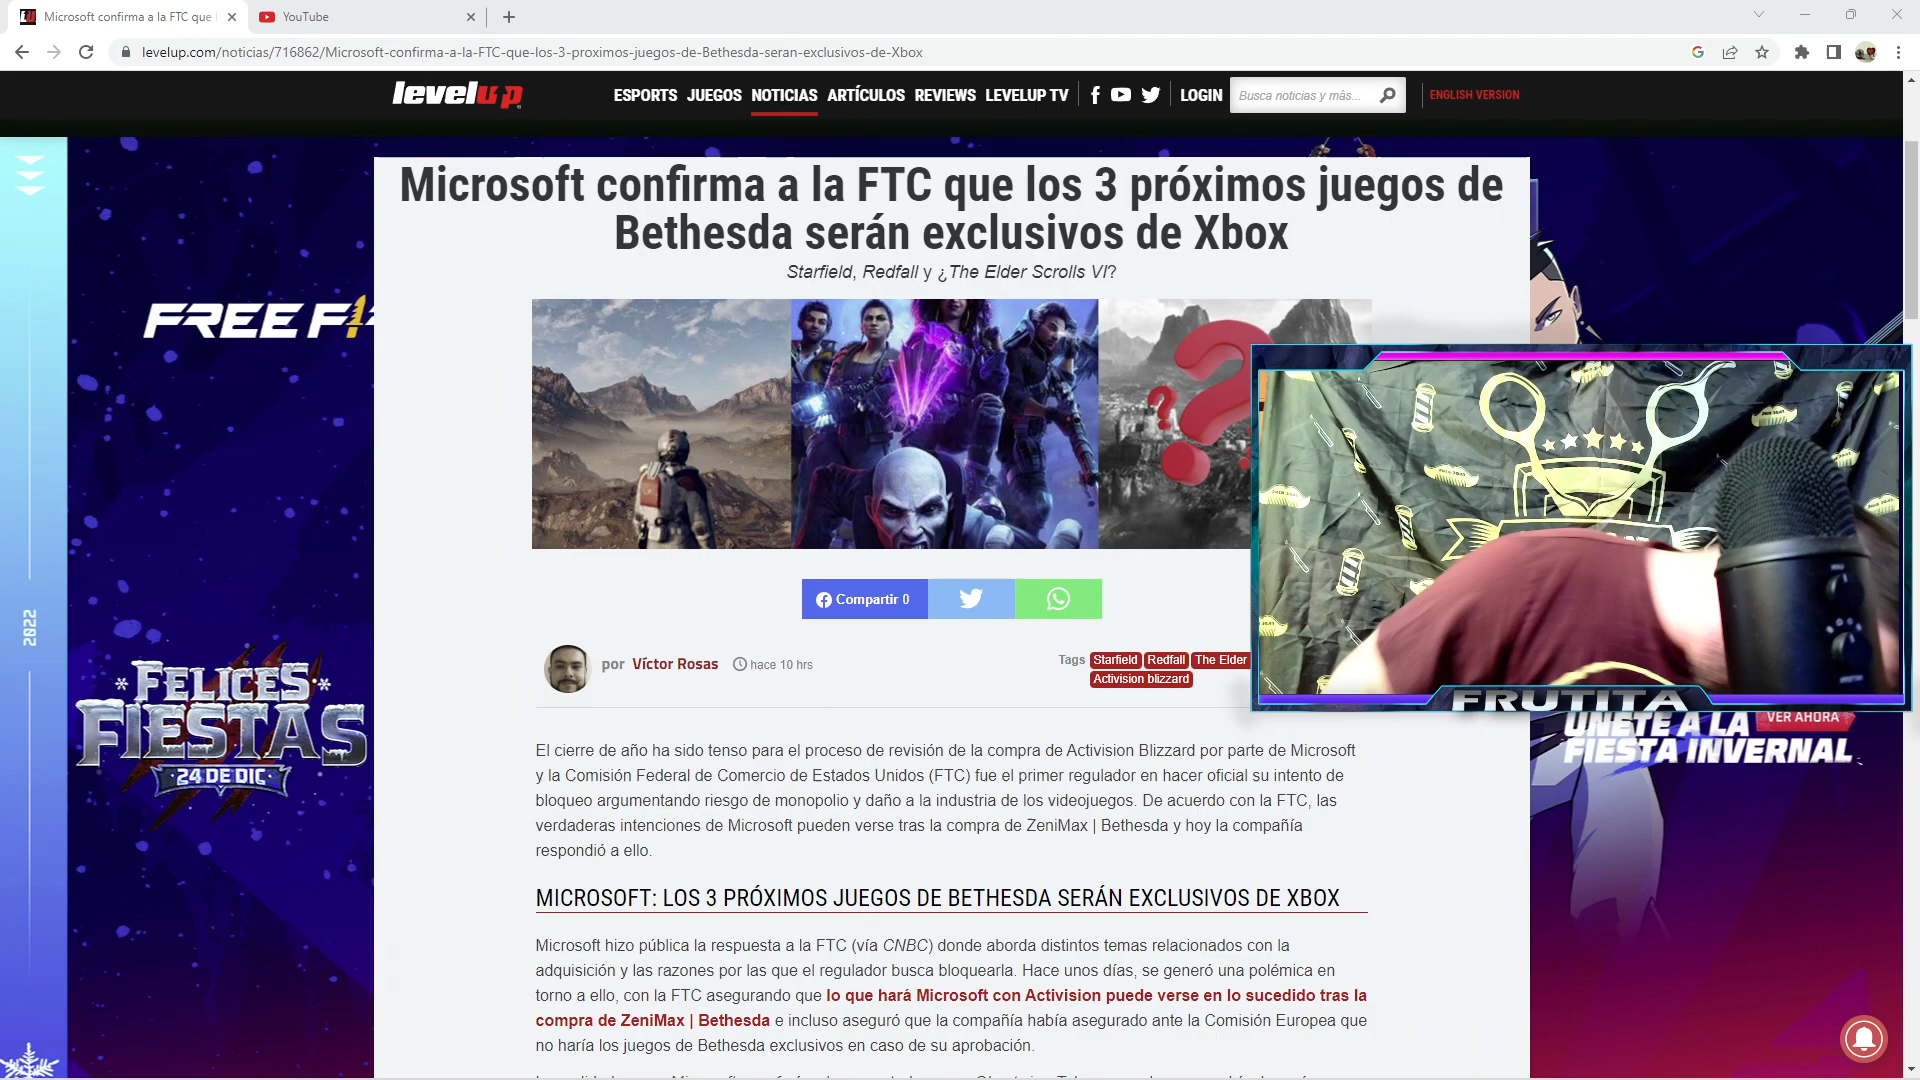 Microsoft confirma a la FTC que
YouTube
levelup.com/noticias/716862/Microsoft-confirma-a-la-FTC-que-los-3-proximos-juegos-de-Bethesda-seran-exclusivos-de-Xbox
levelup
ESPORTS JUEGOS NOTICIAS ARTÍCULOS REVIEWS LEVELUP TV
LOGIN
Busca noticias y más...
ENGLISH VERSION
Microsoft confirma a la FTC que los 3 próximos juegos de
Bethesda serán exclusivos de Xbox
Starfield, Redfall y ¿The Elder Scrolls VI?
FREE
2022
FELICES
FIESTAS
24 DE DIC
Compartir 0
por Víctor Rosas hace 10 hrs
Tags Starfield Redfall The Elder
Activision blizzard
FRUTITA
ÚNETE A LA
VER AHORA
FIESTA INVERNAL
El cierre de año ha sido tenso para el proceso de revisión de la compra de Activision Blizzard por parte de Microsoft
y la Comisión Federal de Comercio de Estados Unidos (FTC) fue el primer regulador en hacer oficial su intento de
bloqueo argumentando riesgo de monopolio y daño a la industria de los videojuegos. De acuerdo con la FTC, las
verdaderas intenciones de Microsoft pueden verse tras la compra de ZeniMax | Bethesda y hoy la compañía
respondió a ello.
MICROSOFT: LOS 3 PRÓXIMOS JUEGOS DE BETHESDA SERÁN EXCLUSIVOS DE XBOX
Microsoft hizo pública la respuesta a la FTC (vía CNBC) donde aborda distintos temas relacionados con la
adquisición y las razones por las que el regulador busca bloquearla. Hace unos días, se generó una polémica en
torno a ello, con la FTC asegurando que lo que hará Microsoft con Activision puede verse en lo sucedido tras la
compra de ZeniMax | Bethesda e incluso aseguró que la compañía había asegurado ante la Comisión Europea que
no haría los juegos de Bethesda exclusivos en caso de su aprobación.